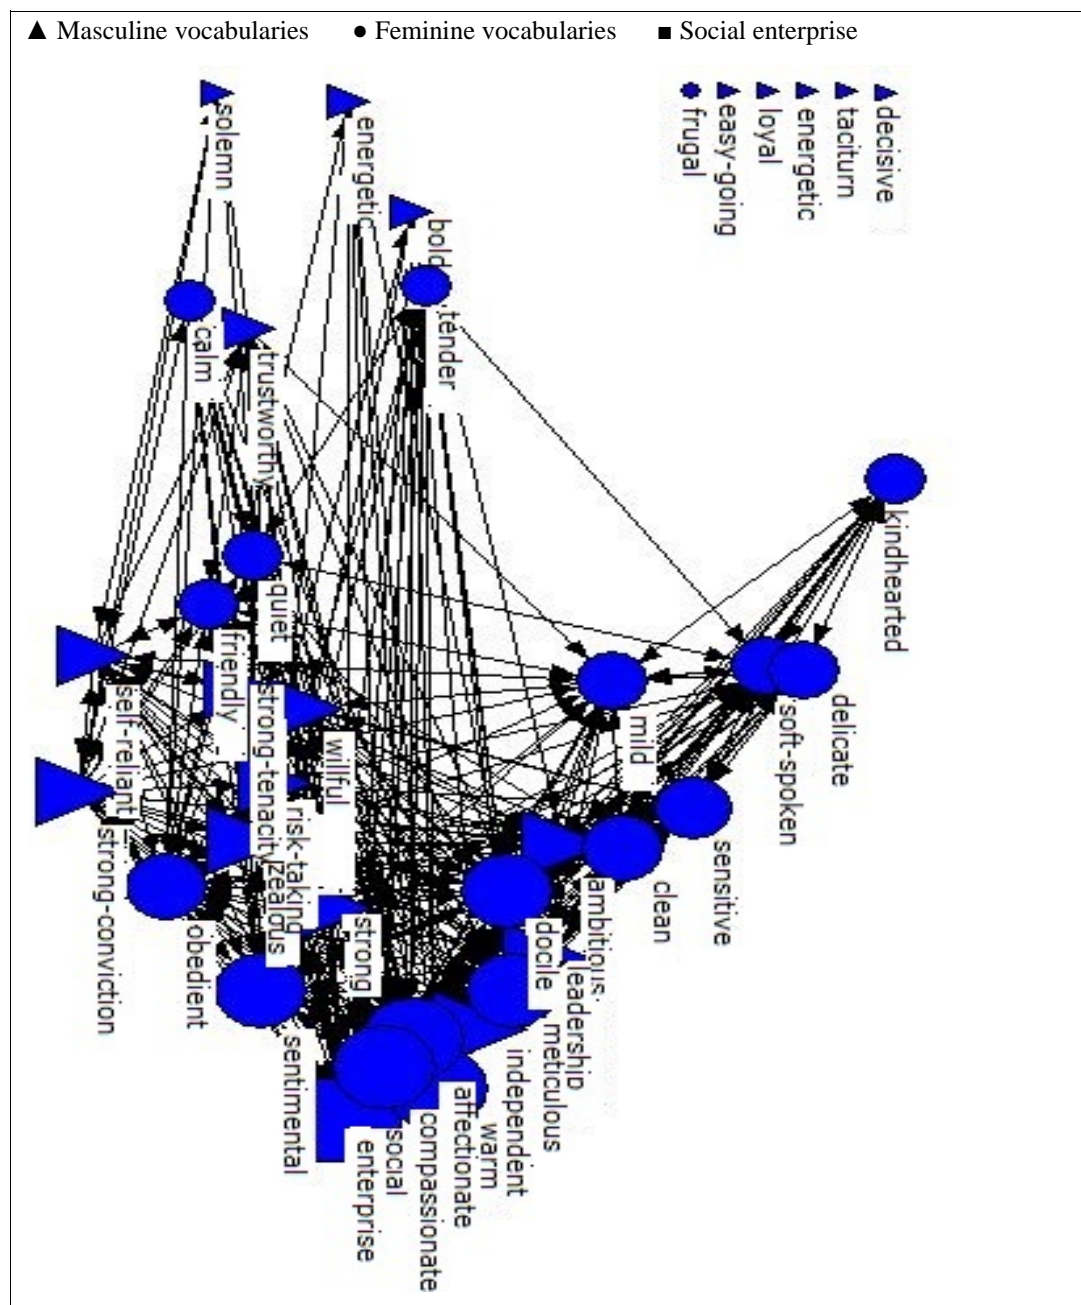 ▲ Masculine vocabularies ● Feminine vocabularies ■ Social enterprise
decisive
taciturn
energetic
loyal
easy-going
frugal
solemn
energetic
bold
tender
calm
trustworthy
kindhearted
quiet
friendly
self-reliant
strong-tenacity
willful
mild
soft-spoken
delicate
strong-conviction
risk-taking
zealous
obedient
sensitive
clean
ambitious
docile
strong
leadership
meticulous
independent
warm
affectionate
compassionate
sentimental
social
enterprise